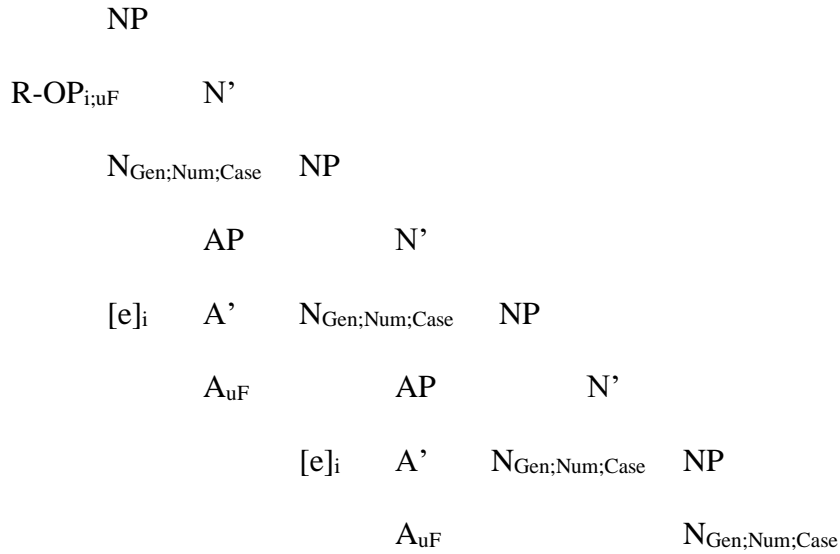 NP
R-OPi;uF N’
NGen;Num;Case NP
AP N’
[e]i A’ NGen;Num;Case NP
AuF AP N’
[e]i A’ NGen;Num;Case NP
AuF NGen;Num;Case